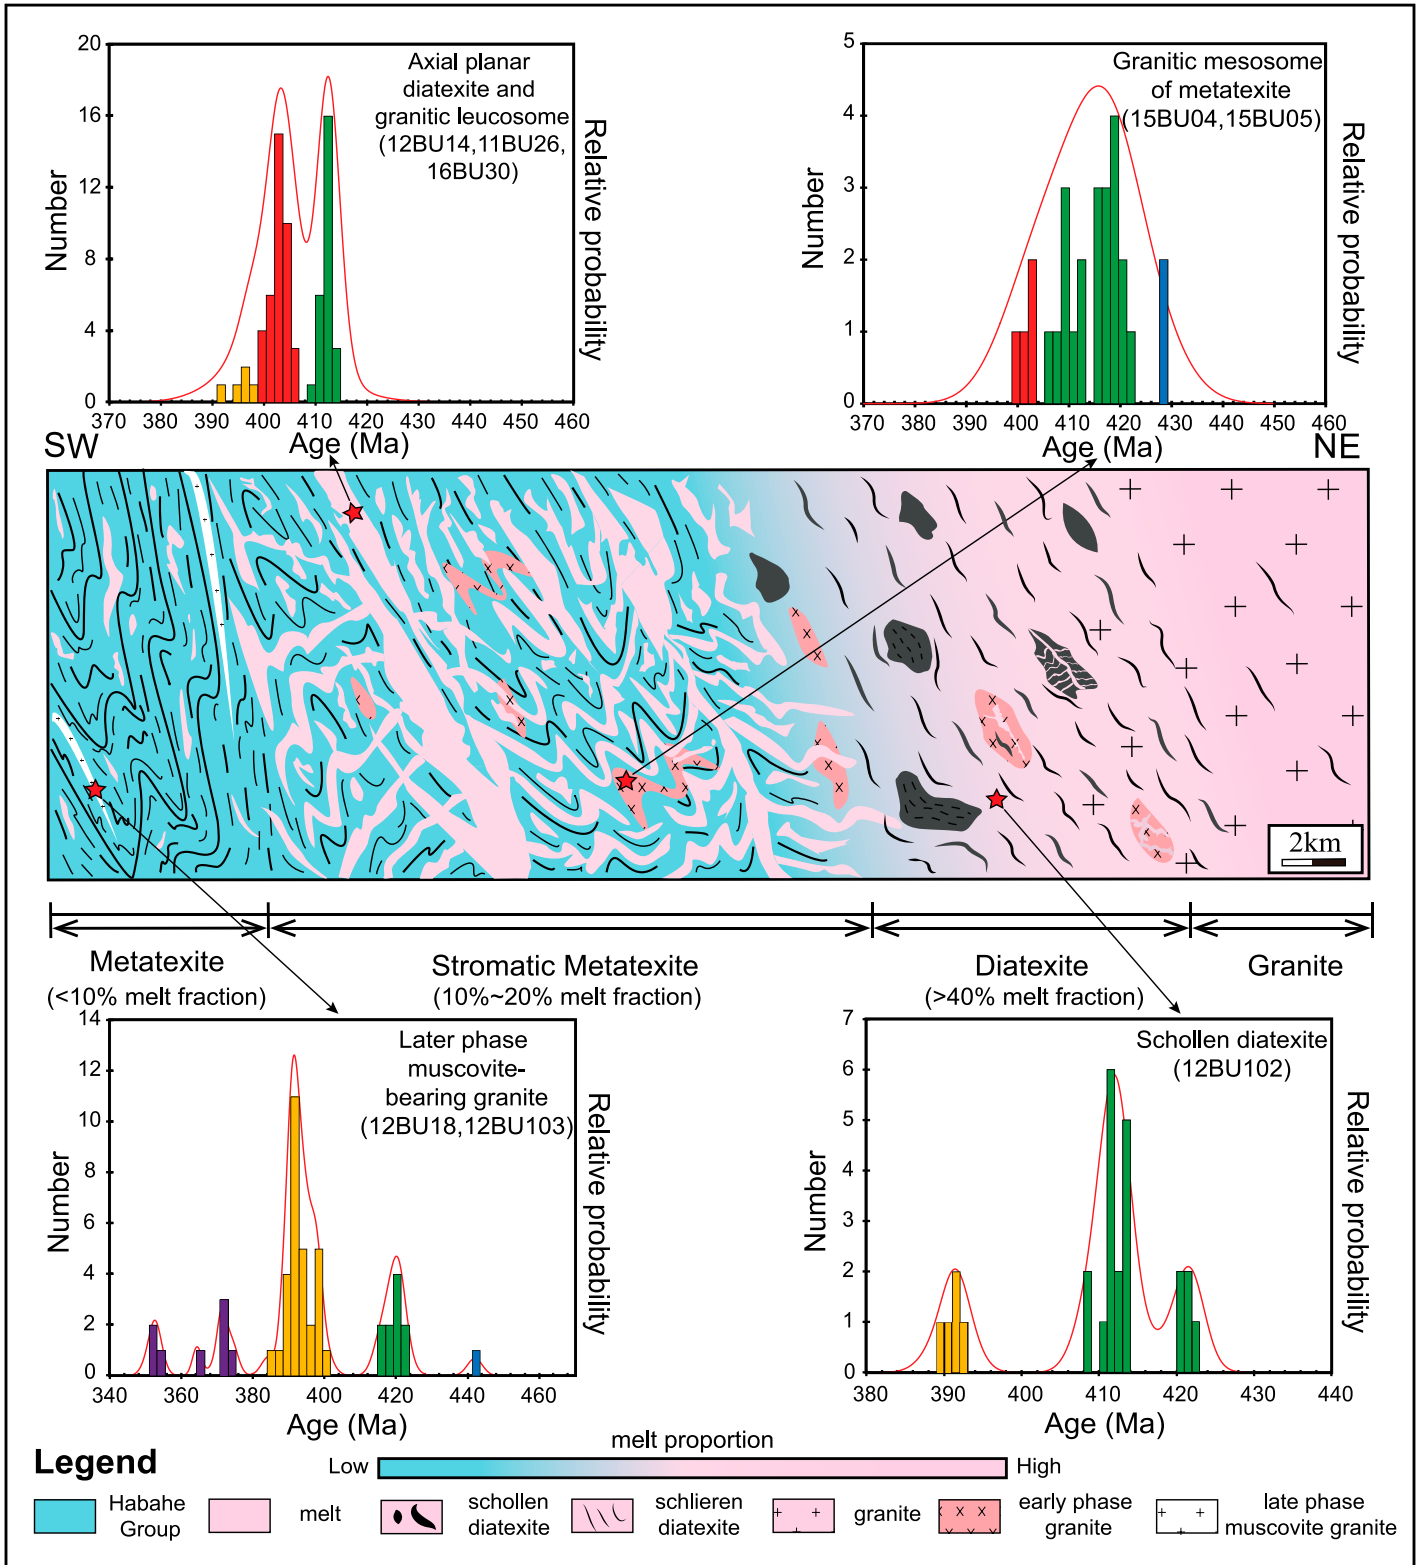 20
16
12
8
4
0
Number
Axial planar
diatexite and
granitic leucosome
(12BU14,11BU26,
16BU30)
Relative probability
370 380 390 400 410 420 430 440 450 460
Age (Ma)
5
4
3
2
1
0
Number
Granitic mesosome
of metatexite
(15BU04,15BU05)
Relative probability
370 380 390 400 410 420 430 440 450 460
Age (Ma)
SW
NE
2km
Metatexite
(<10% melt fraction)
Stromatic Metatexite
(10%~20% melt fraction)
Diatexite
(>40% melt fraction)
Granite
14
12
10
8
6
4
2
0
Number
Later phase
muscovite-
bearing granite
(12BU18,12BU103)
Relative probability
340 360 380 400 420 440 460
Age (Ma)
7
6
5
4
3
2
1
0
Number
Schollen diatexite
(12BU102)
Relative probability
380 390 400 410 420 430 440
Age (Ma)
Legend
melt proportion
Low
High
Habahe
Group
melt
schollen
diatexite
schlieren
diatexite
granite
early phase
granite
late phase
muscovite granite